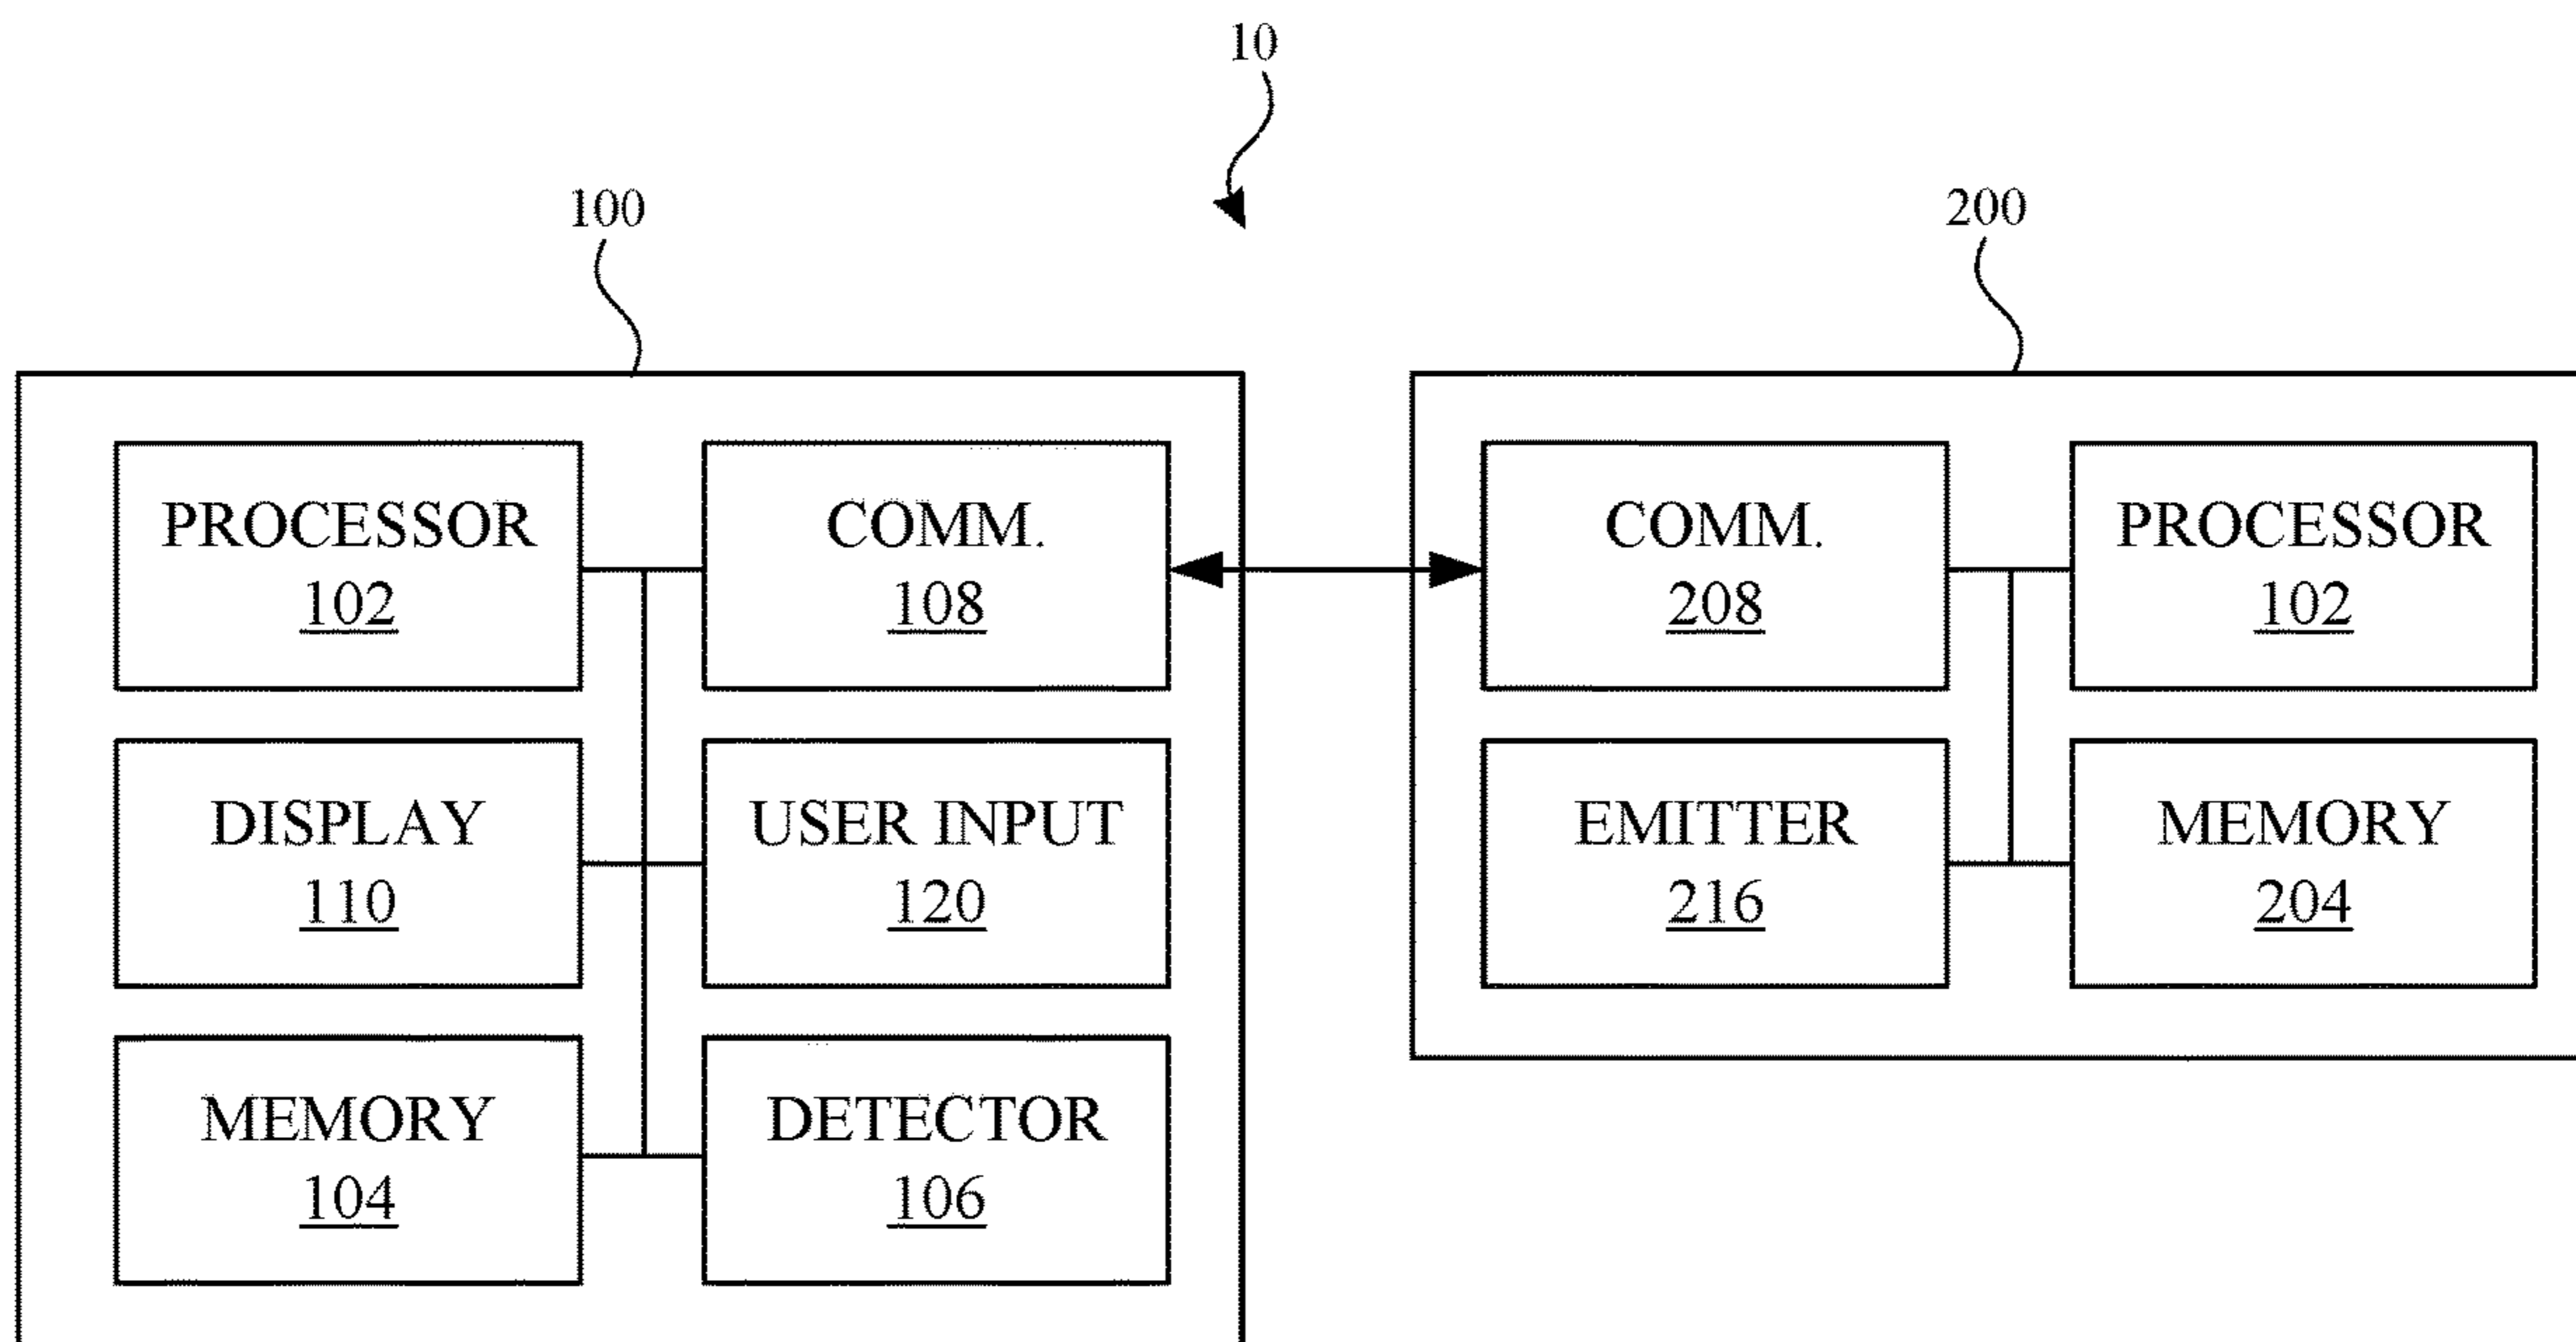 10
100
200
PROCESSOR
102
COMM.
108
COMM.
208
PROCESSOR
102
DISPLAY
110
USER INPUT
120
EMITTER
216
MEMORY
204
MEMORY
104
DETECTOR
106